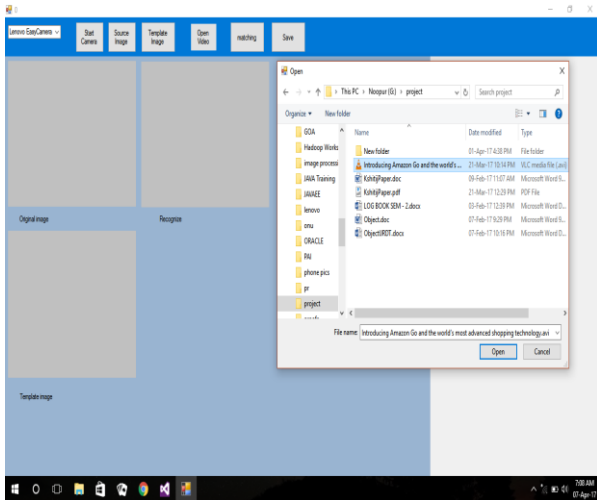 Lenovo EasyCamera
Start Camera
Source Image
Template Image
Open Video
matching
Save
Original image
Recognize
Template image
Open
This PC > Noopur (G:) > project
Search project
Organize
New folder
GOA
Hadoop Works
image processi
JAVA Training
JAVAEE
lenovo
onu
ORACLE
PAI
phone pics
pr
project
Name Date modified Type
New folder 01-Apr-17 4:38 PM File folder
Introducing Amazon Go and the world's ... 21-Mar-17 10:14 PM VLC media file (.avi)
KshitijPaper.doc 09-Feb-17 11:07 AM Microsoft Word 9...
KshitijPaper.pdf 21-Mar-17 12:29 PM PDF File
LOG BOOK SEM - 2.docx 03-Feb-17 12:39 PM Microsoft Word D...
Object.doc 07-Feb-17 9:29 PM Microsoft Word 9...
ObjectIJRDT.docx 07-Feb-17 10:16 PM Microsoft Word D...
File name: Introducing Amazon Go and the world's most advanced shopping technology.avi
Open
Cancel
7:08 AM
07-Apr-17